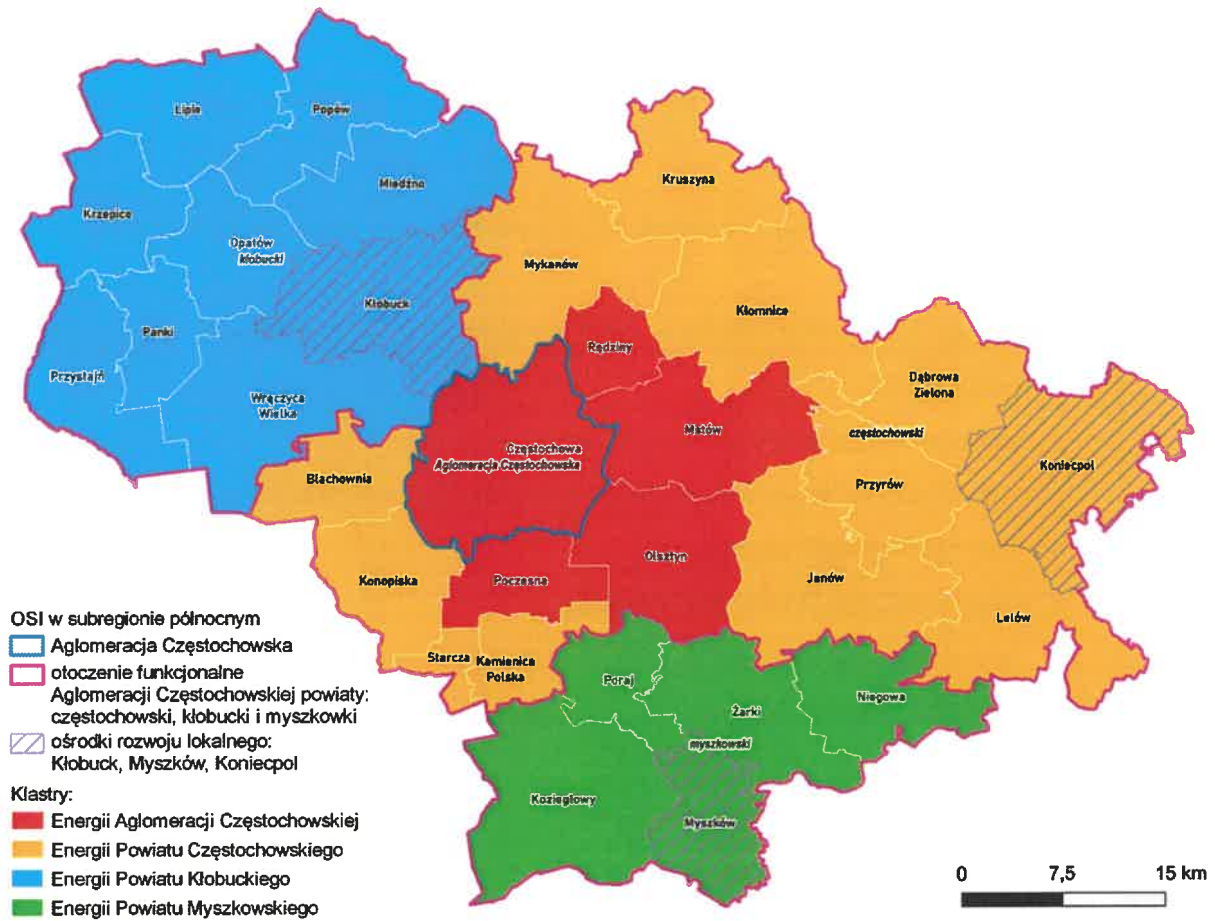 Lipie
Popów
Miedźno
Krzepice
Opatów
kłobucki
Kłobuck
Panki
Przystajń
Wręczyca
Wielka
Kruszyna
Mykanów
Kłomnice
Rędziny
Dąbrowa
Zielona
Mstów
częstochowski
Koniecpol
Częstochowa
Aglomeracja Częstochowska
Blachownia
Przyrów
Olsztyn
Konopiska
Poczesna
Janów
Lelów
Starcza
Kamienica
Polska
Poraj
Żarki
Niegowa
myszkowski
Koziegłowy
Myszków
OSI w subregionie północnym
Aglomeracja Częstochowska
otoczenie funkcjonalne
Aglomeracji Częstochowskiej powiaty:
częstochowski, kłobucki i myszkowki
ośrodki rozwoju lokalnego:
Kłobuck, Myszków, Koniecpol
Klastry:
Energii Aglomeracji Częstochowskiej
Energii Powiatu Częstochowskiego
Energii Powiatu Kłobuckiego
Energii Powiatu Myszkowskiego
0 7,5 15 km